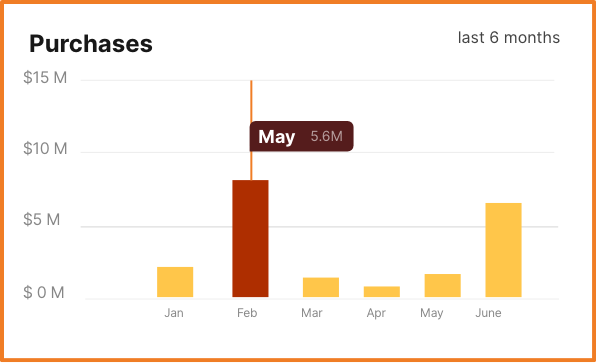 Purchases
last 6 months
$15 M
May 5.6M
$10 M
$5 M
$ 0 M
Jan Feb Mar Apr May June